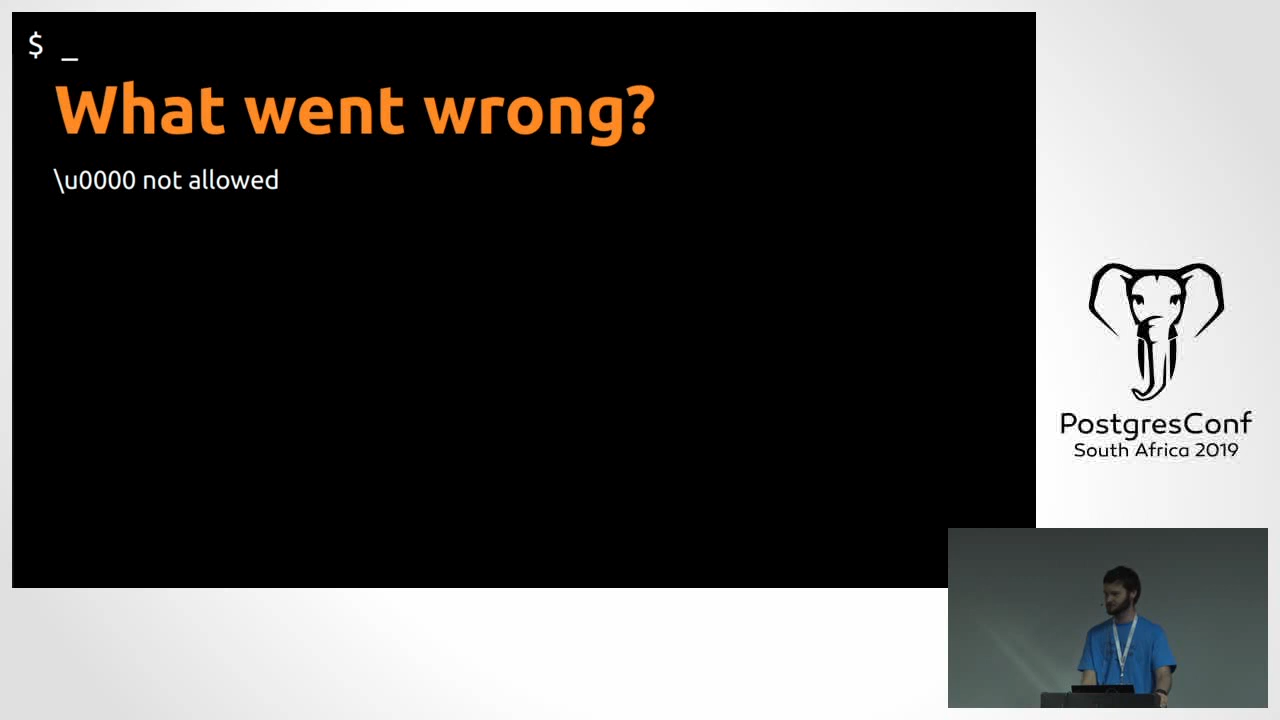 $ _
What went wrong?
\u0000 not allowed
PostgresConf
South Africa 2019